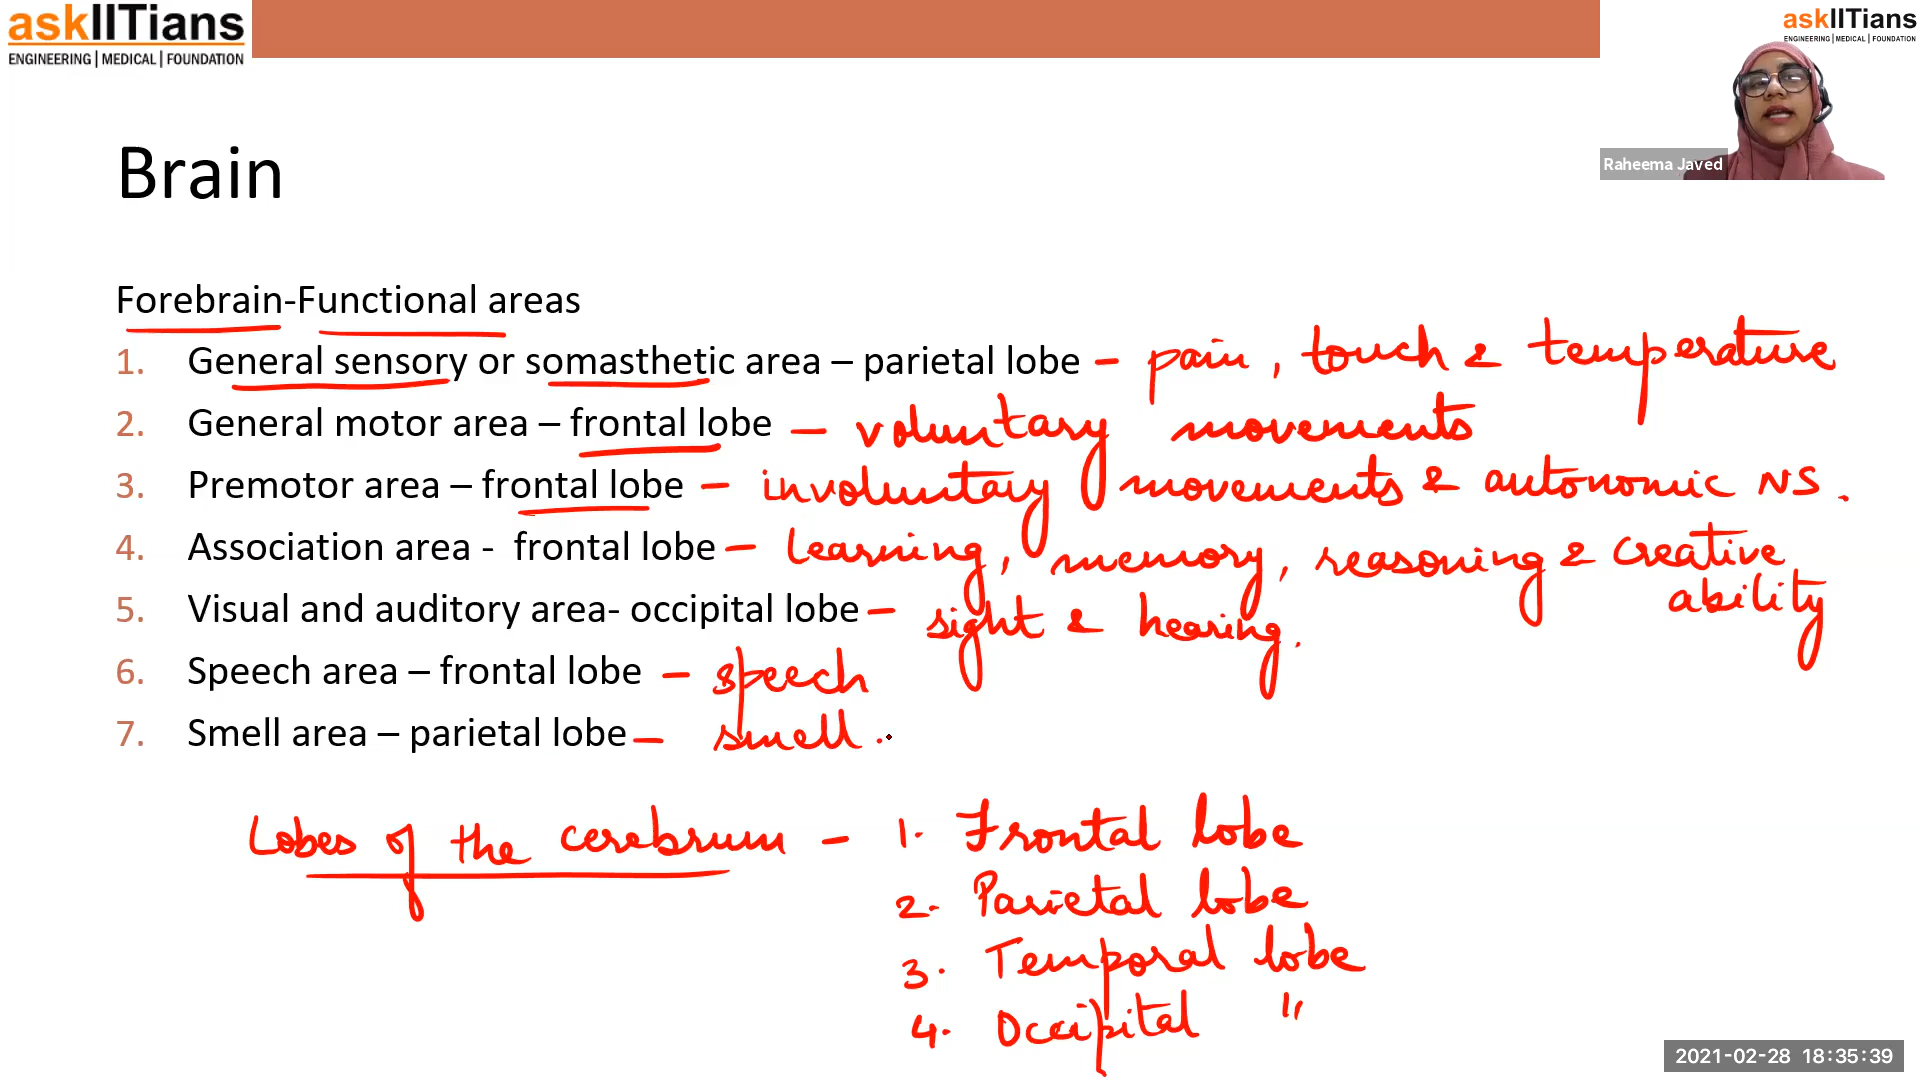 askIITians
ENGINEERING | MEDICAL | FOUNDATION
askIITians
ENGINEERING | MEDICAL | FOUNDATION
Raheema Javed
Brain
Forebrain-Functional areas
1. General sensory or somasthetic area – parietal lobe – pain, touch & temperature
2. General motor area – frontal lobe – voluntary movements
3. Premotor area – frontal lobe – involuntary movements & autonomic NS.
4. Association area - frontal lobe – learning, memory, reasoning & creative ability
5. Visual and auditory area- occipital lobe – sight & hearing.
6. Speech area – frontal lobe – speech
7. Smell area – parietal lobe – smell.
Lobes of the cerebrum – 1. Frontal lobe
2. Parietal lobe
3. Temporal lobe
4. Occipital "
2021-02-28 18:35:39